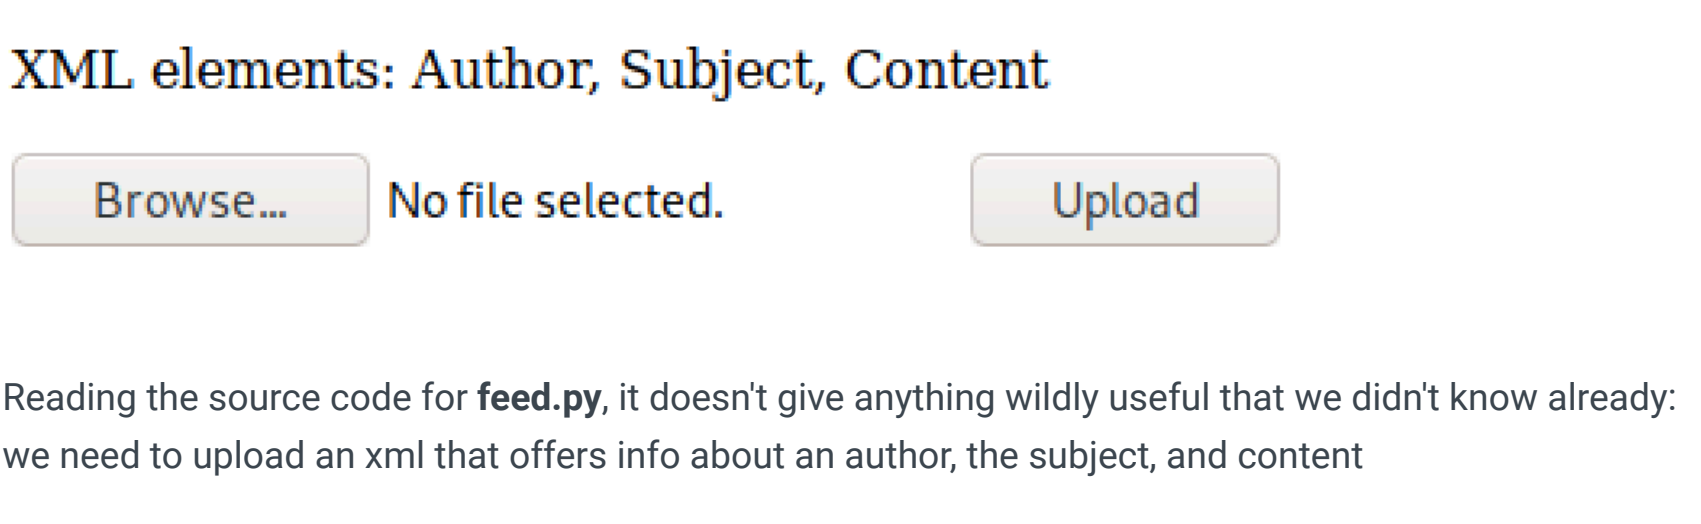 XML elements: Author, Subject, Content
Browse... No file selected. Upload
Reading the source code for feed.py, it doesn't give anything wildly useful that we didn't know already:
we need to upload an xml that offers info about an author, the subject, and content